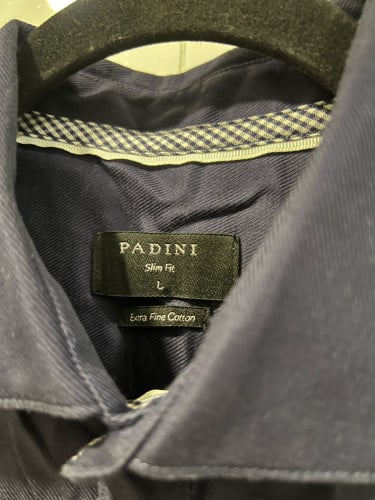 PADINI
Slim Fit
L
Extra Fine Cotton